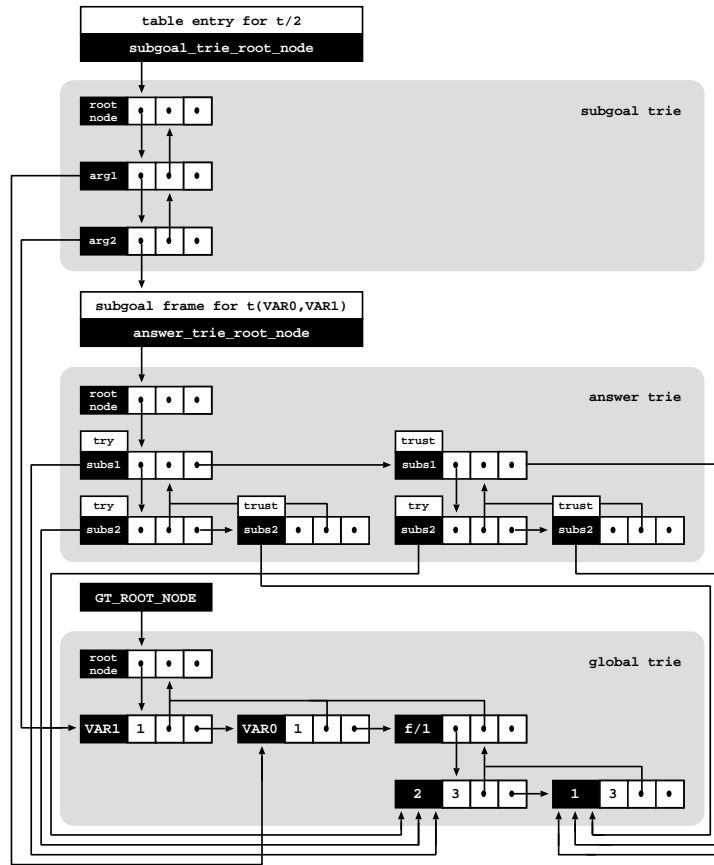 table entry for t/2
subgoal_trie_root_node
root node
subgoal trie
arg1
arg2
subgoal frame for t(VAR0,VAR1)
answer_trie_root_node
root node
answer trie
try
trust
subs1
subs1
try
trust
try
trust
subs2
subs2
subs2
subs2
GT_ROOT_NODE
root node
global trie
VAR1 1
VAR0 1
f/1
2 3
1 3